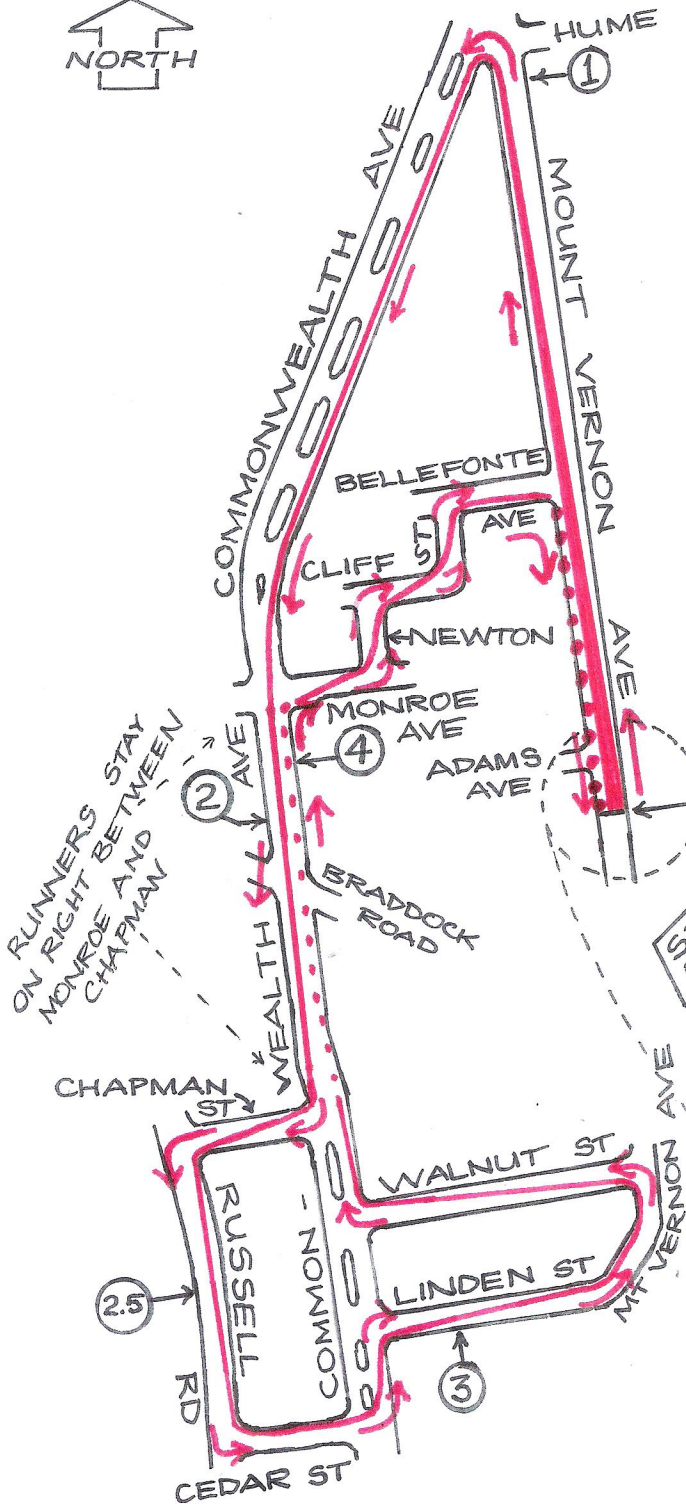 NORTH
HUME
1
COMMONWEALTH AVE
MOUNT VERNON AVE
BELLEFONTE
AVE
CLIFF
ST
NEWTON
MONROE
AVE
4
ADAMS
AVE
2
AVE
RUNNERS STAY
ON RIGHT BETWEEN
MONROE AND
CHAPMAN
BRADDOCK
ROAD
COMMON-
WEALTH
CHAPMAN
ST
WALNUT ST
MT VERNON AVE
LINDEN ST
RUSSELL
RD
2.5
3
CEDAR ST